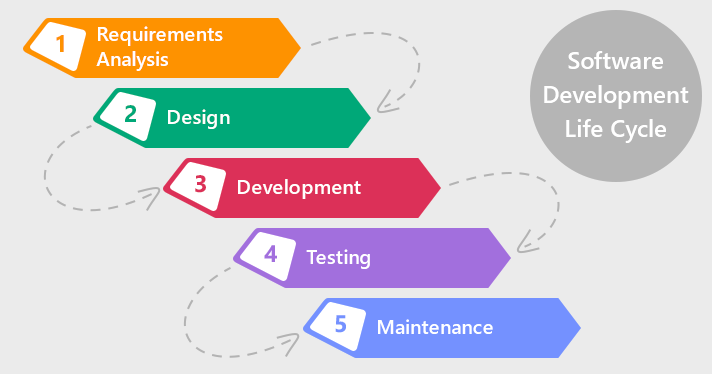 1
Requirements
Analysis
2
Design
3
Development
4
Testing
5
Maintenance
Software
Development
Life Cycle